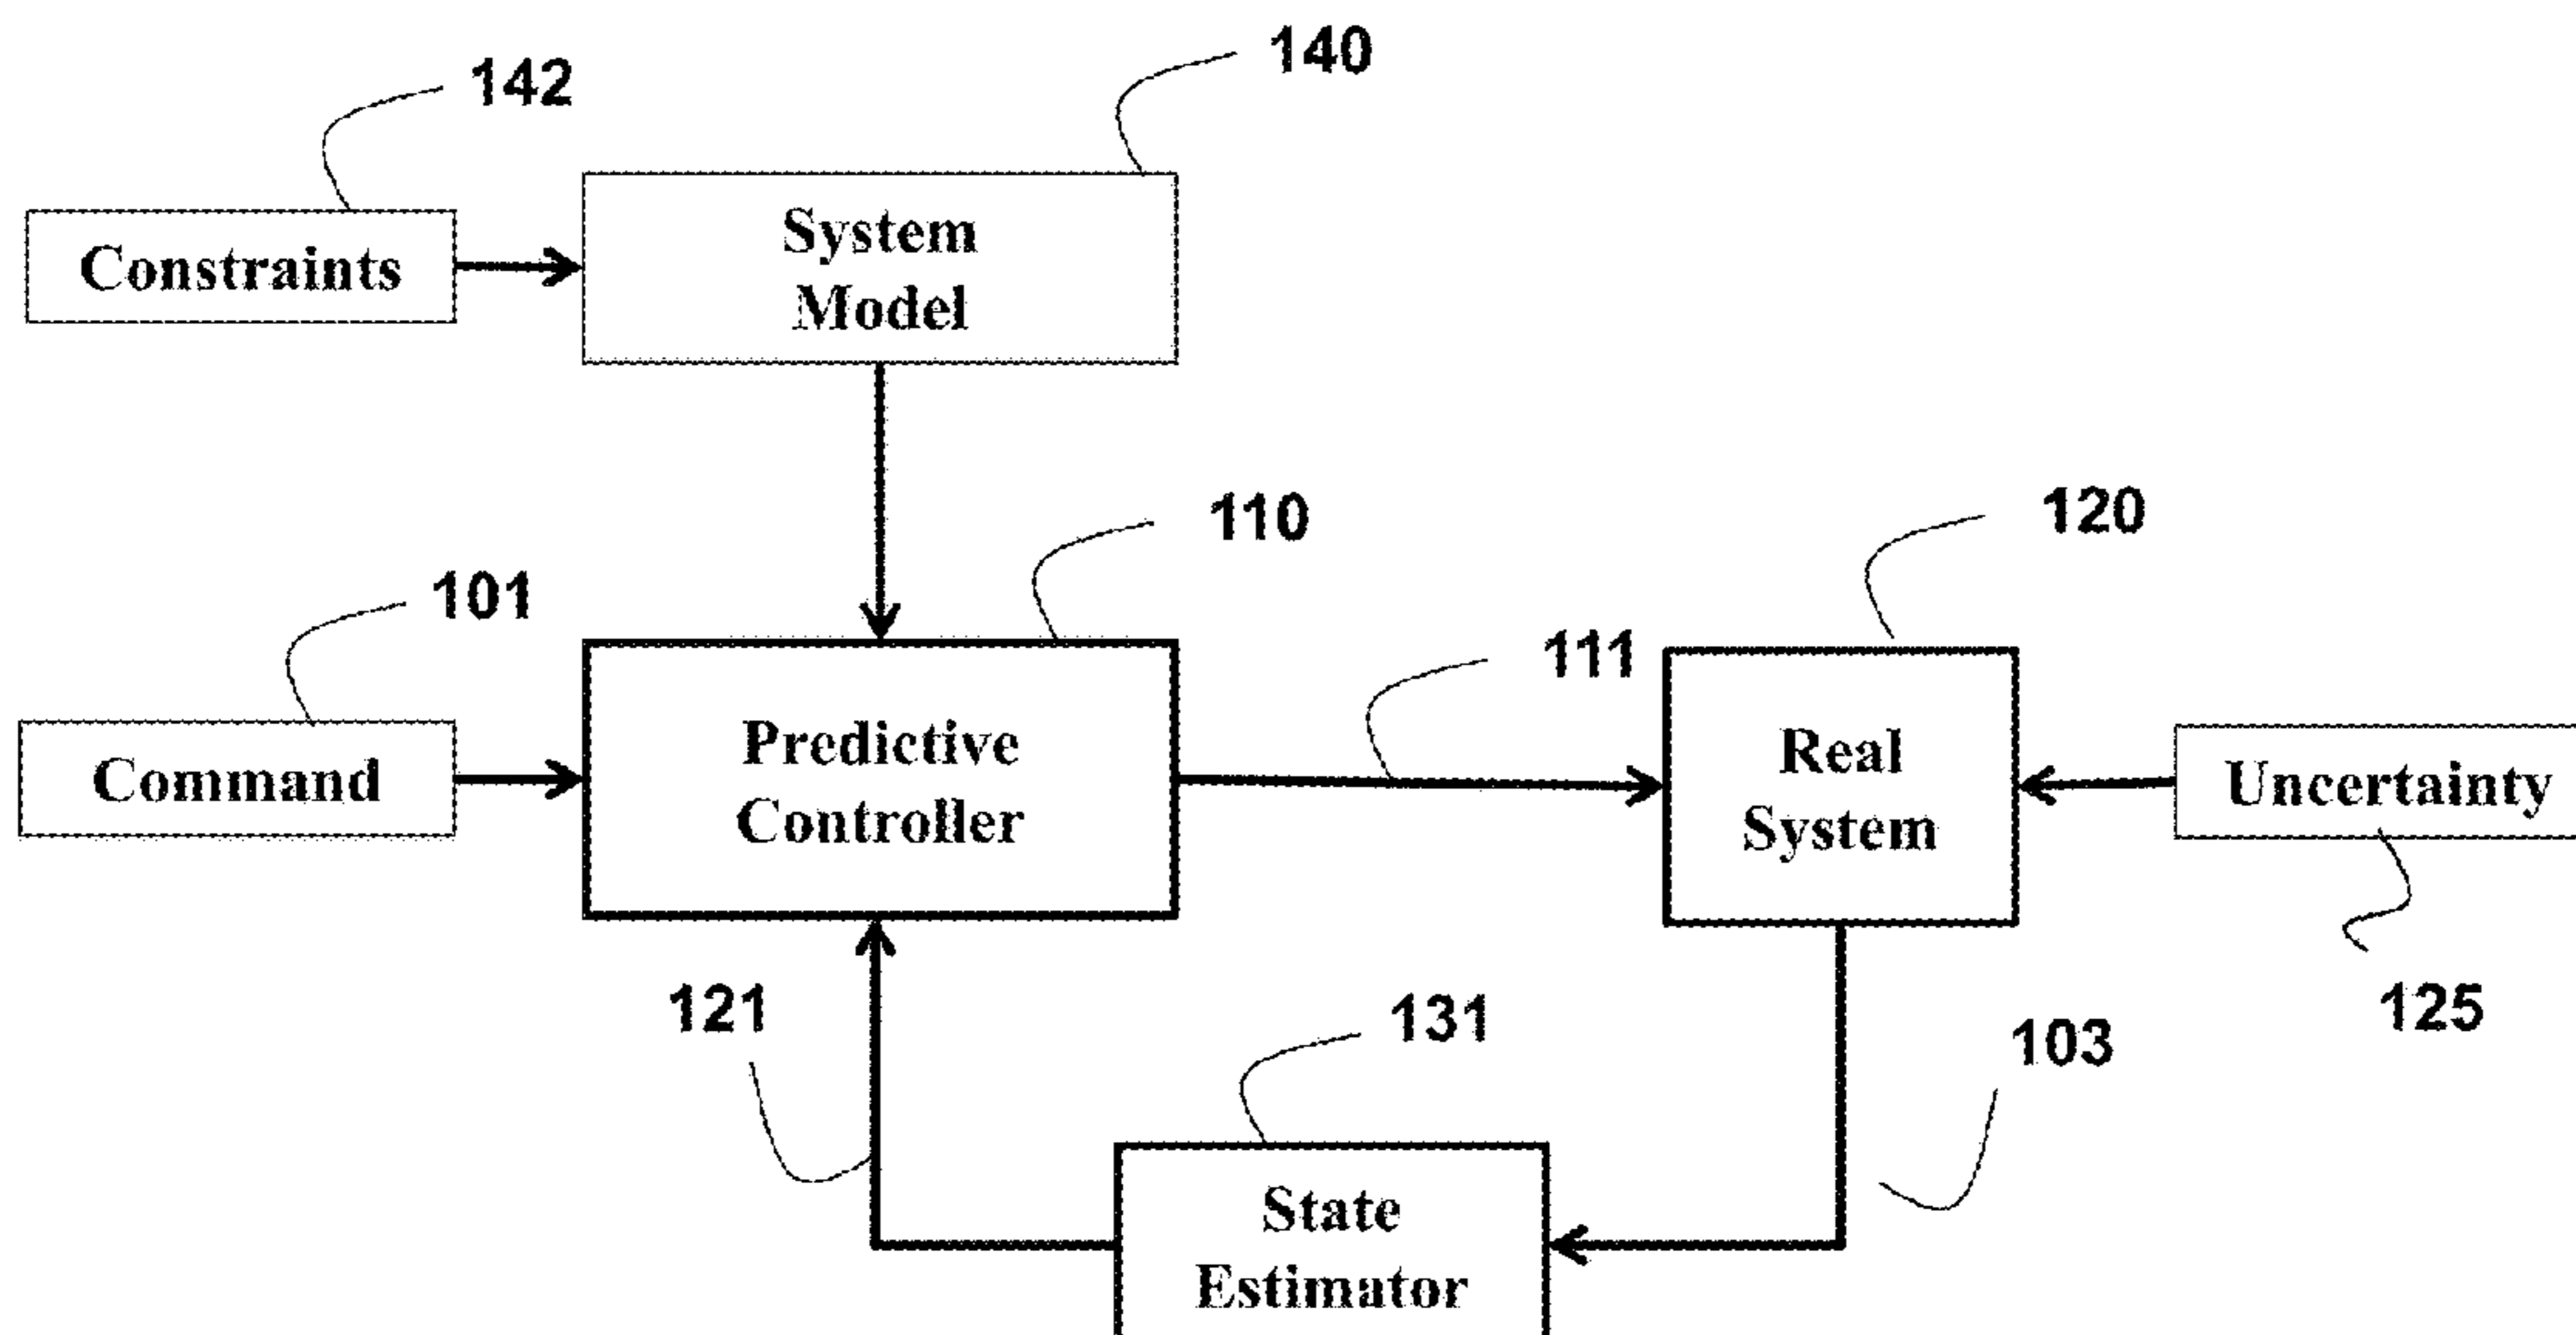 140
142
System
Model
Constraints
110
120
101
111
Predictive
Controller
Real
System
Command
Uncertainty
121
131
125
103
State
Estimator